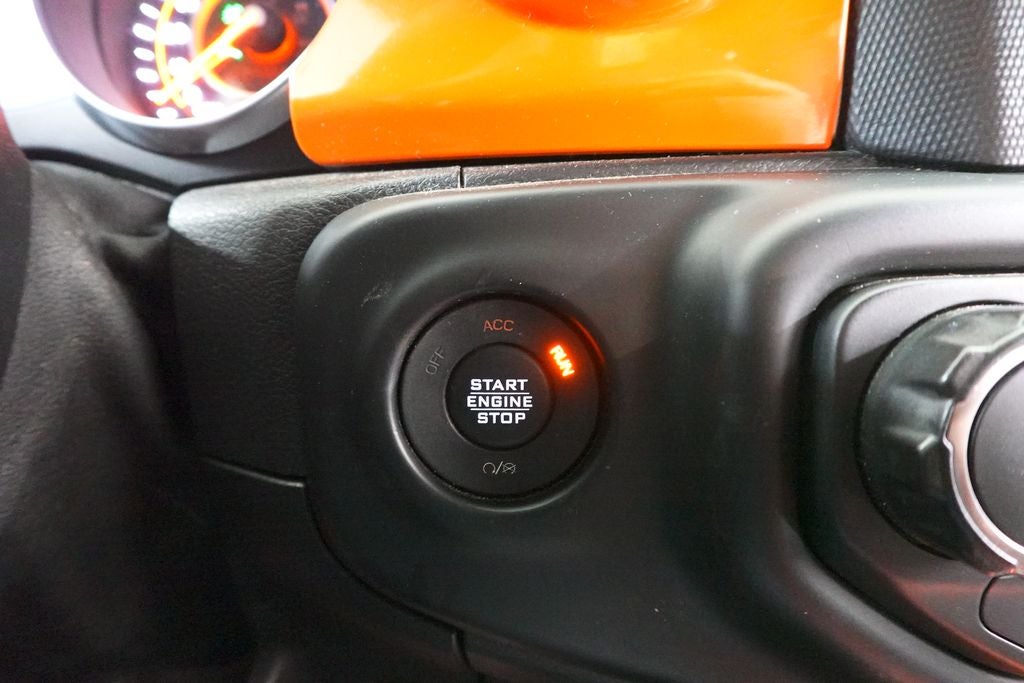 ACC
OFF
RUN
START
ENGINE
STOP